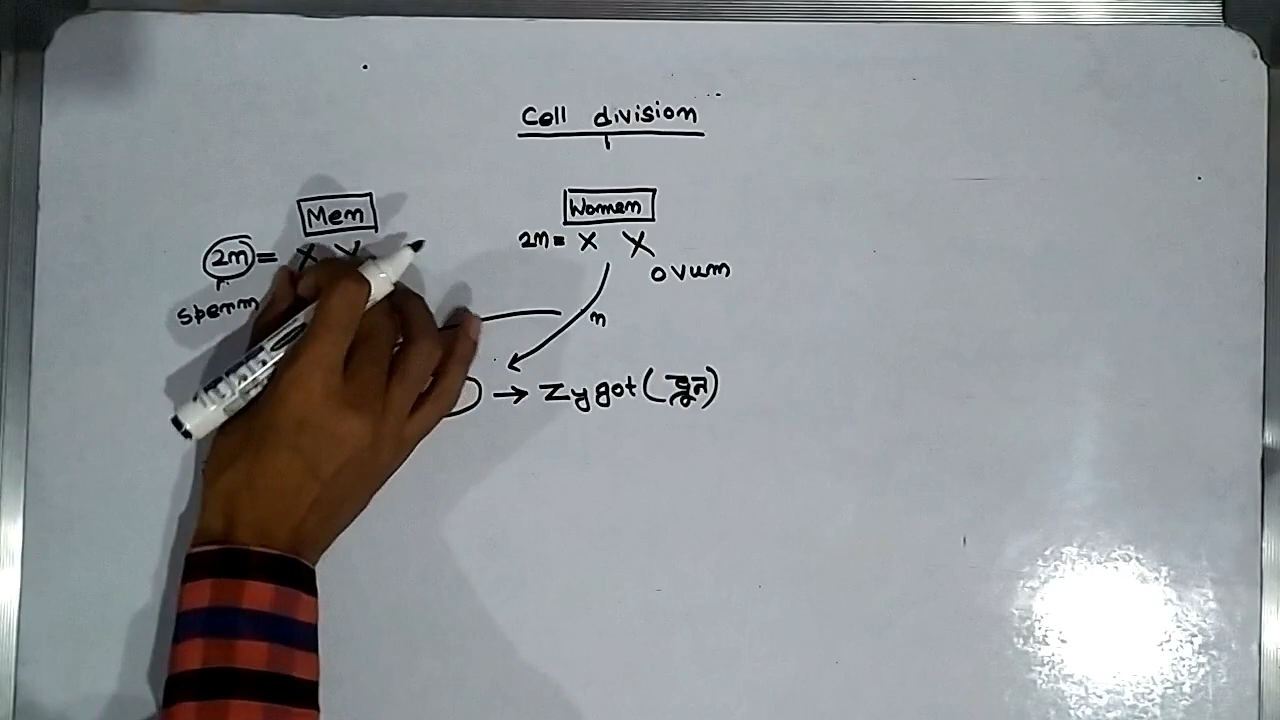 Cell division
Men
Women
2n = X Y
2n = X X
sperm
ovum
n
→ Zygot (